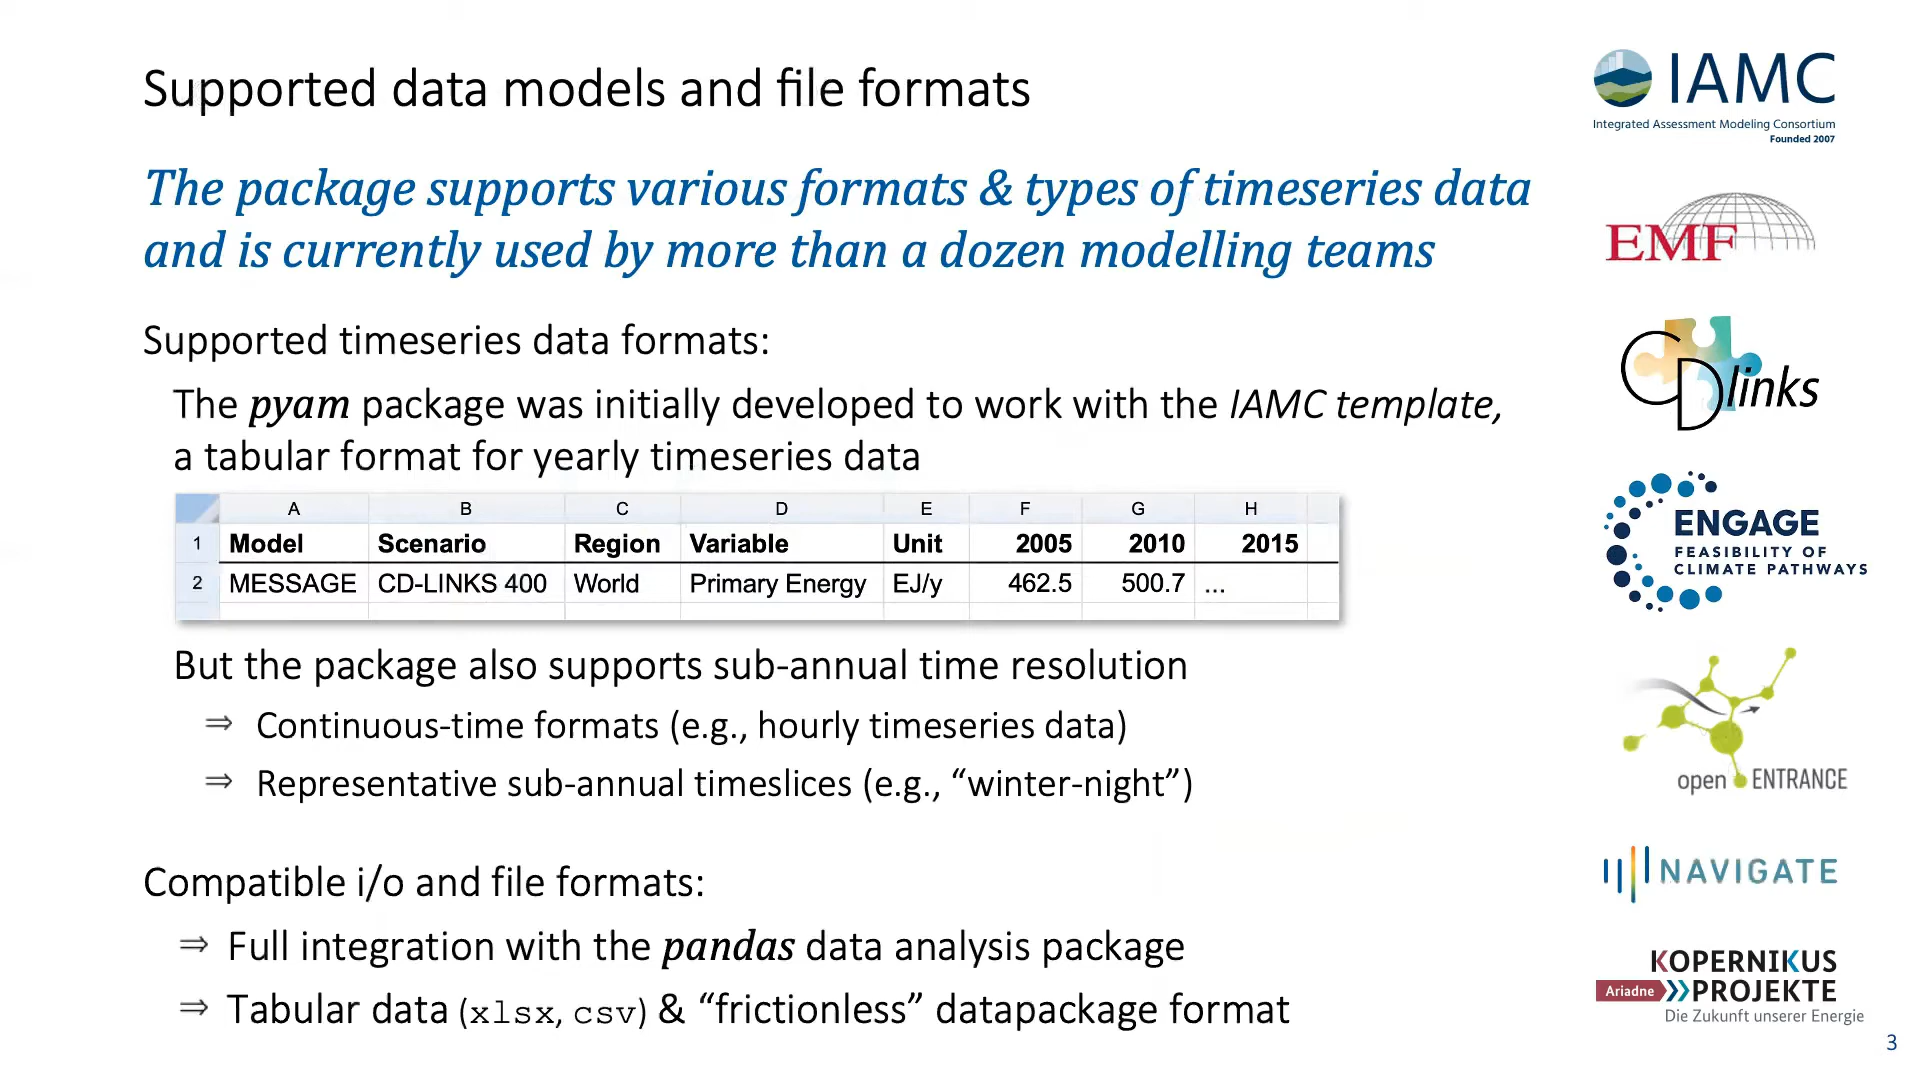 Supported data models and file formats
The package supports various formats & types of timeseries data
and is currently used by more than a dozen modelling teams
Supported timeseries data formats:
The pyam package was initially developed to work with the IAMC template,
a tabular format for yearly timeseries data
A B C D E F G H
1 Model Scenario Region Variable Unit 2005 2010 2015
2 MESSAGE CD-LINKS 400 World Primary Energy EJ/y 462.5 500.7 ...
But the package also supports sub-annual time resolution
⇒ Continuous-time formats (e.g., hourly timeseries data)
⇒ Representative sub-annual timeslices (e.g., “winter-night”)
Compatible i/o and file formats:
⇒ Full integration with the pandas data analysis package
⇒ Tabular data (xlsx, csv) & “frictionless” datapackage format
IAMC
Integrated Assessment Modeling Consortium
Founded 2007
EMF
CDlinks
ENGAGE
FEASIBILITY OF
CLIMATE PATHWAYS
open ENTRANCE
NAVIGATE
KOPERNIKUS
Ariadne PROJEKTE
Die Zukunft unserer Energie
3